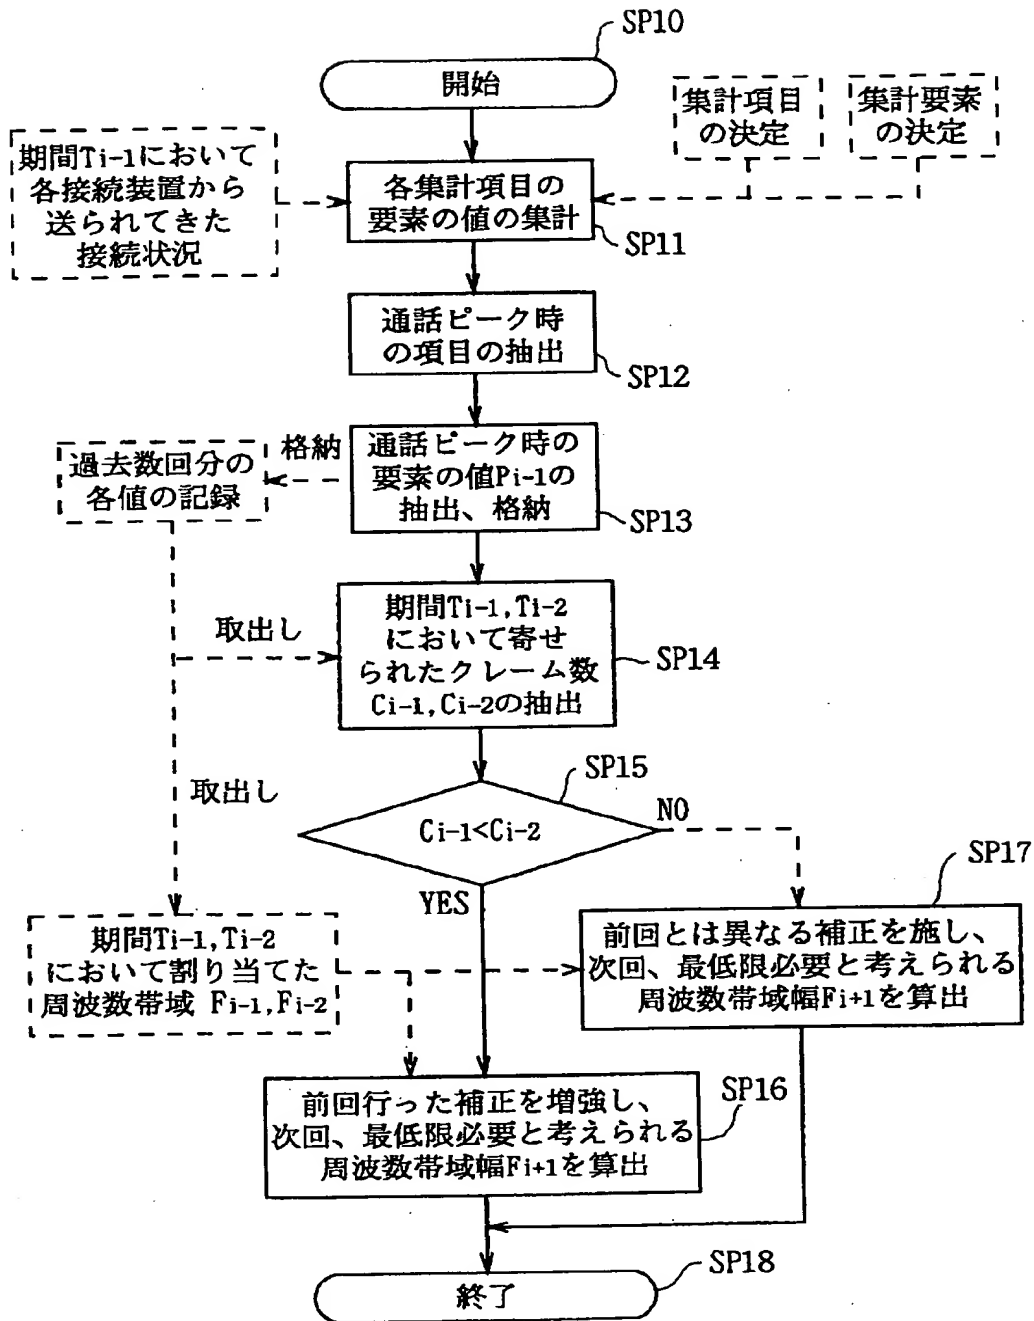 SP10
開始
集計項目
の決定
集計要素
の決定
期間Ti-1において
各接続装置から
送られてきた
接続状況
各集計項目の
要素の値の集計
SP11
通話ピーク時
の項目の抽出
SP12
格納
過去数回分の
各値の記録
通話ピーク時の
要素の値Pi-1の
抽出、格納
SP13
取出し
期間Ti-1,Ti-2
において寄せ
られたクレーム数
Ci-1,Ci-2の抽出
SP14
取出し
SP15
Ci-1<Ci-2
NO
YES
SP17
期間Ti-1,Ti-2
において割り当てた
周波数帯域 Fi-1,Fi-2
前回とは異なる補正を施し、
次回、最低限必要と考えられる
周波数帯域幅Fi+1を算出
前回行った補正を増強し、
次回、最低限必要と考えられる
周波数帯域幅Fi+1を算出
SP16
終了
SP18